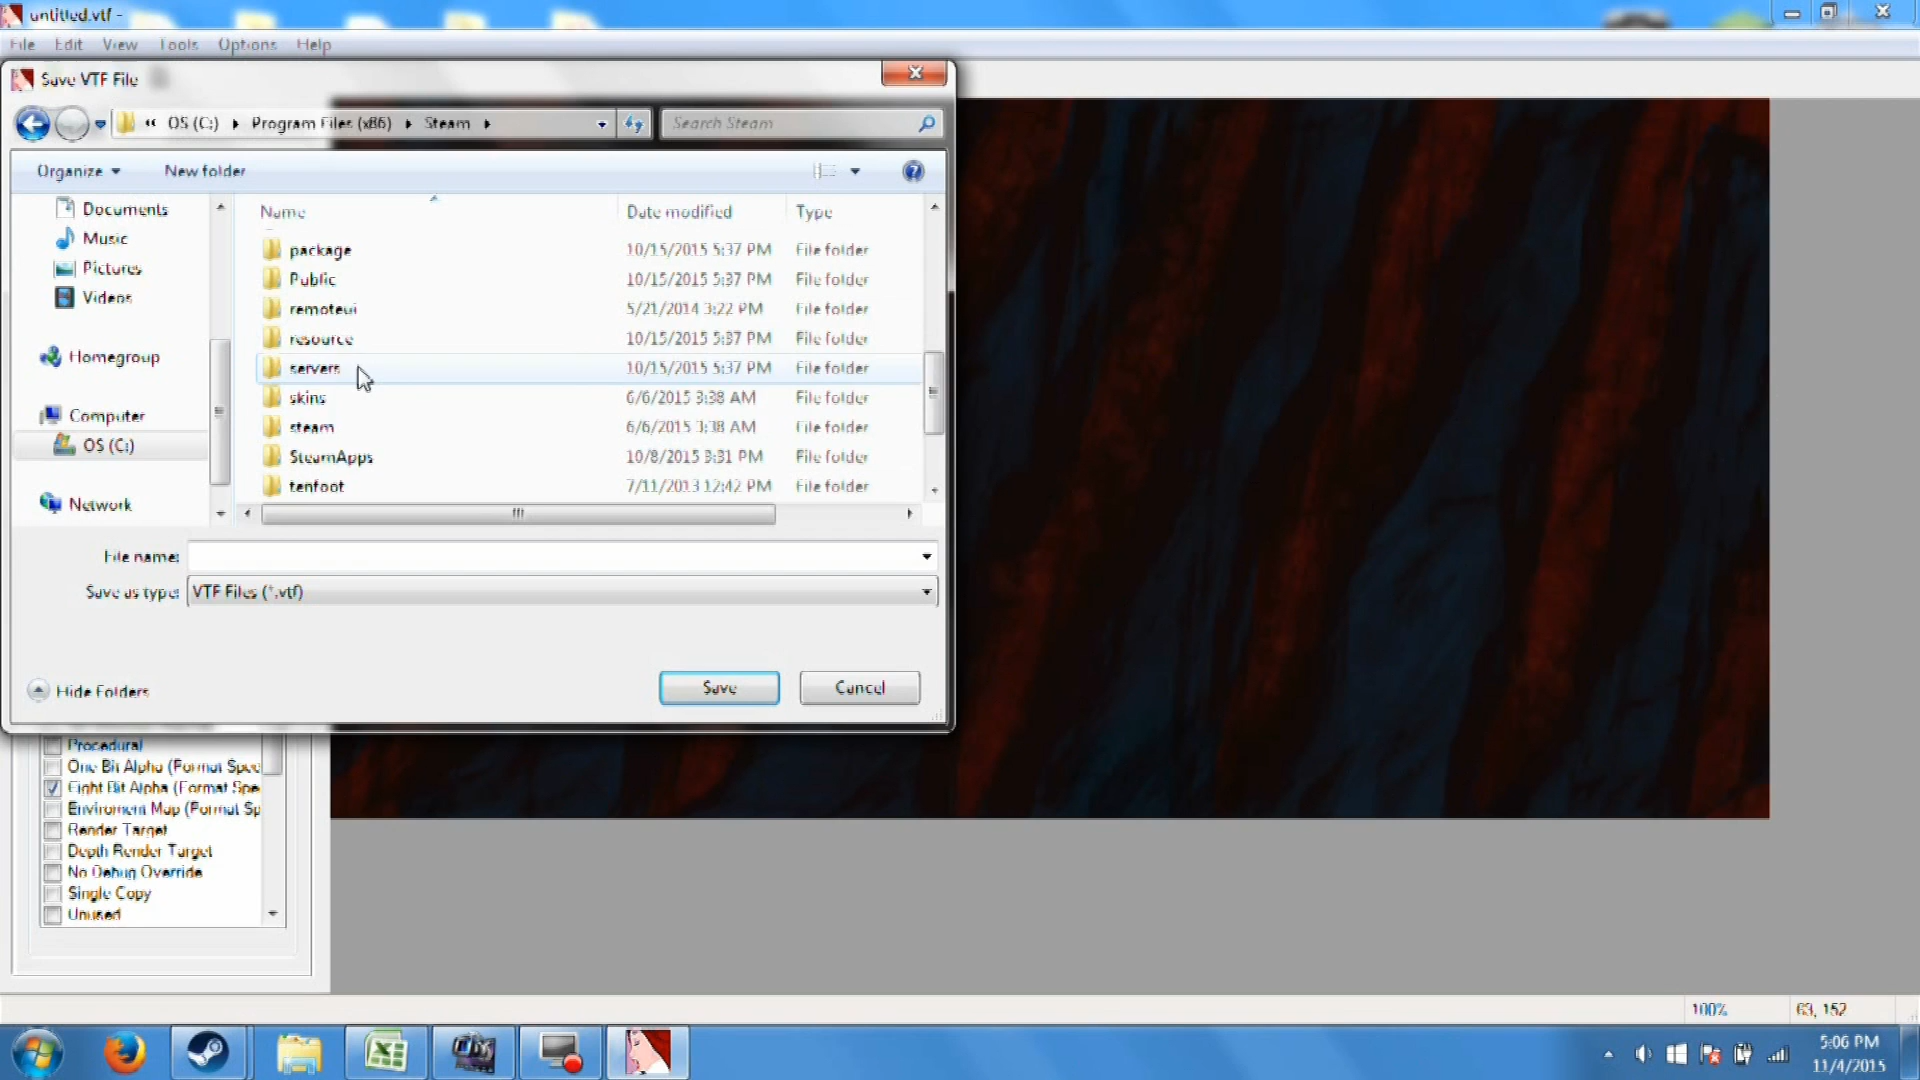 untitled.vtf -
File Edit View Tools Options Help
Save VTF File
« OS (C:) Program Files (x86) Steam
Search Steam
Organize New folder
Name Date modified Type
Documents
Music
Pictures
Videos
Homegroup
Computer
OS (C:)
Network
package 10/15/2015 5:37 PM File folder
Public 10/15/2015 5:37 PM File folder
remoteui 5/21/2014 3:22 PM File folder
resource 10/15/2015 5:37 PM File folder
servers 10/15/2015 5:37 PM File folder
skins 6/6/2015 3:38 AM File folder
steam 6/6/2015 3:38 AM File folder
SteamApps 10/8/2015 3:31 PM File folder
tenfoot 7/11/2013 12:42 PM File folder
File name:
Save as type: VTF Files (*.vtf)
Hide Folders
Save Cancel
Procedural
One Bit Alpha (Format Spec
Eight Bit Alpha (Format Spe
Enviroment Map (Format Sp
Render Target
Depth Render Target
No Debug Override
Single Copy
Unused
100% 63, 152
5:06 PM
11/4/2015